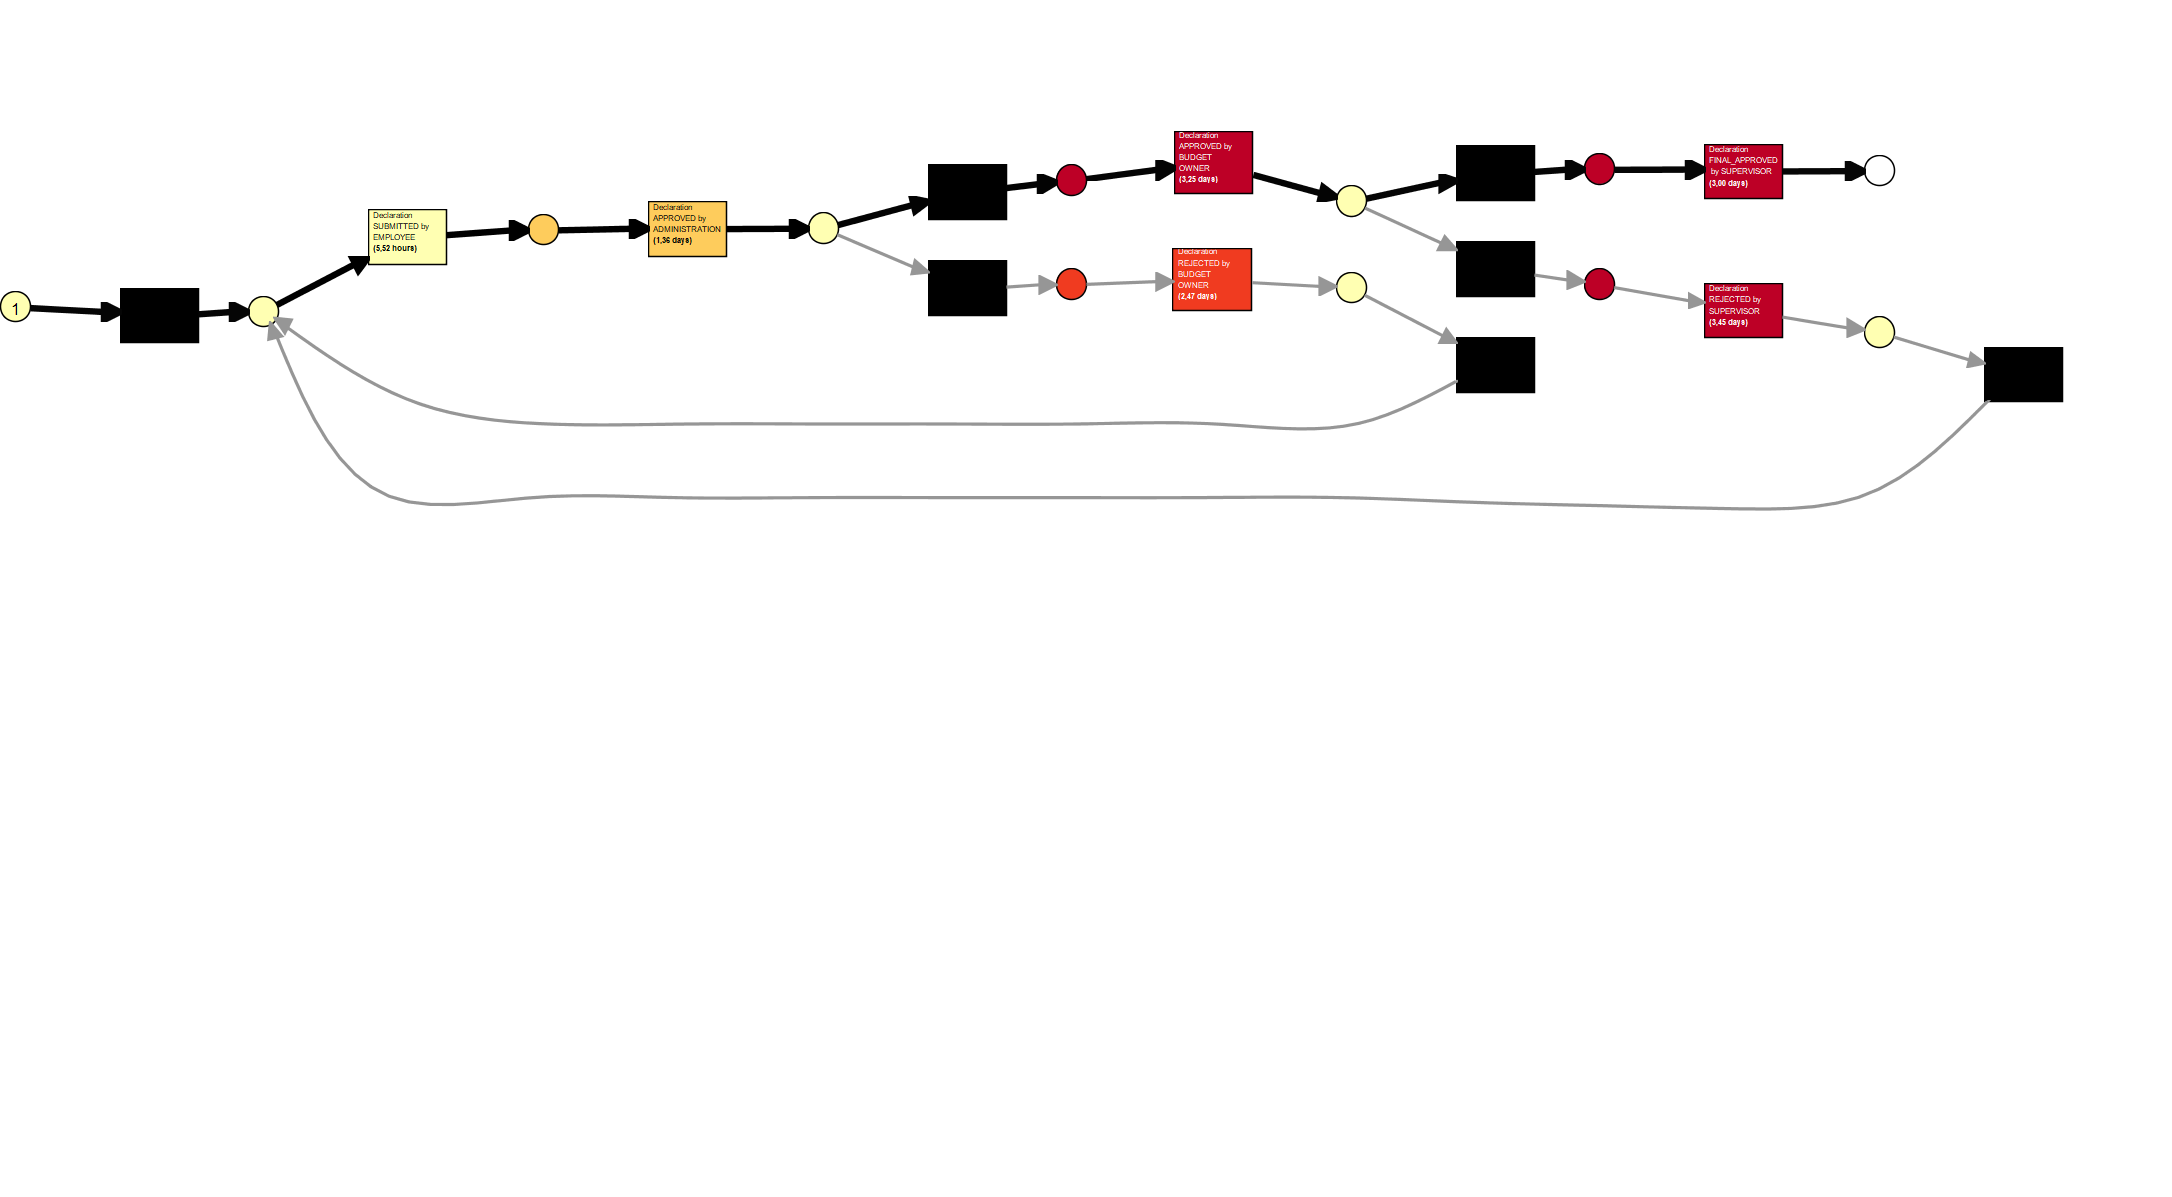 1
Declaration
SUBMITTED by
EMPLOYEE
(5,52 hours)
Declaration
APPROVED by
ADMINISTRATION
(1,36 days)
Declaration
APPROVED by
BUDGET
OWNER
(3,25 days)
Declaration
REJECTED by
BUDGET
OWNER
(2,47 days)
Declaration
FINAL_APPROVED
by SUPERVISOR
(3,00 days)
Declaration
REJECTED by
SUPERVISOR
(3,45 days)